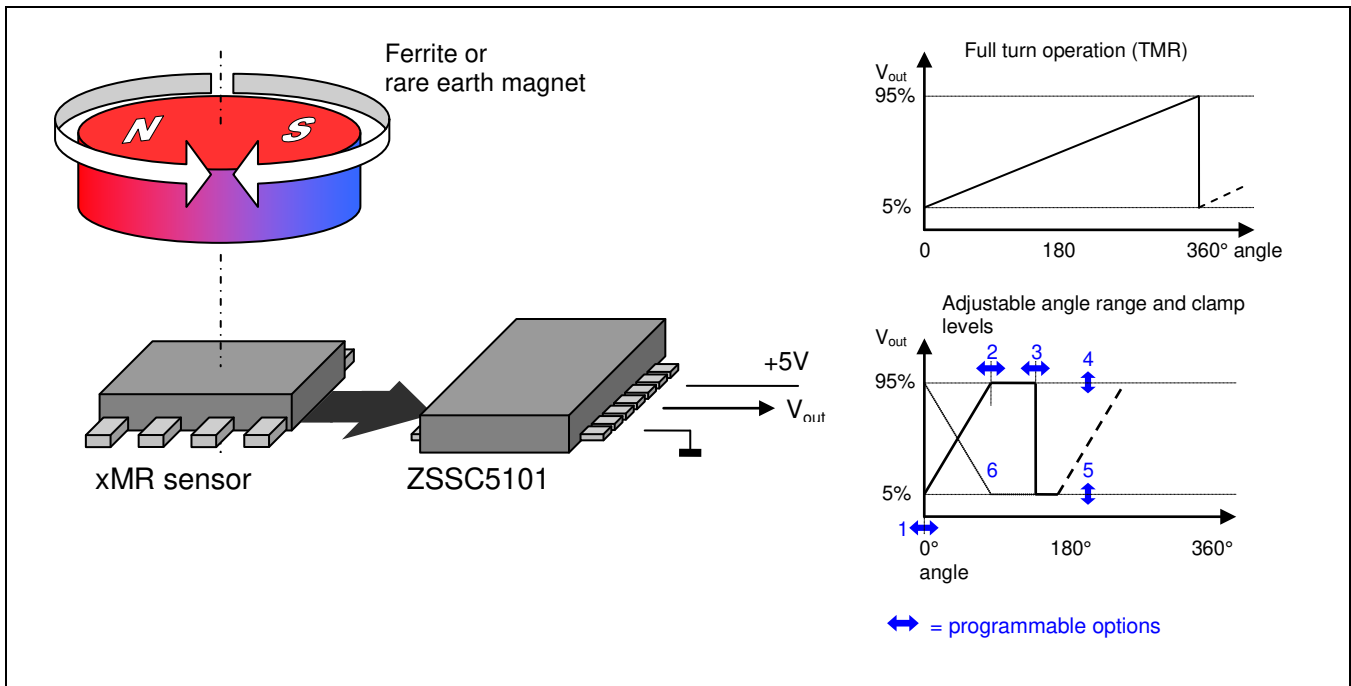 Ferrite or
rare earth magnet
N S
xMR sensor
ZSSC5101
+5V
Vout
Full turn operation (TMR)
Vout
95%
5%
0 180 360° angle
Adjustable angle range and clamp
levels
Vout
2 3 4
95%
6 5
5%
1
0° 180° 360°
angle
= programmable options